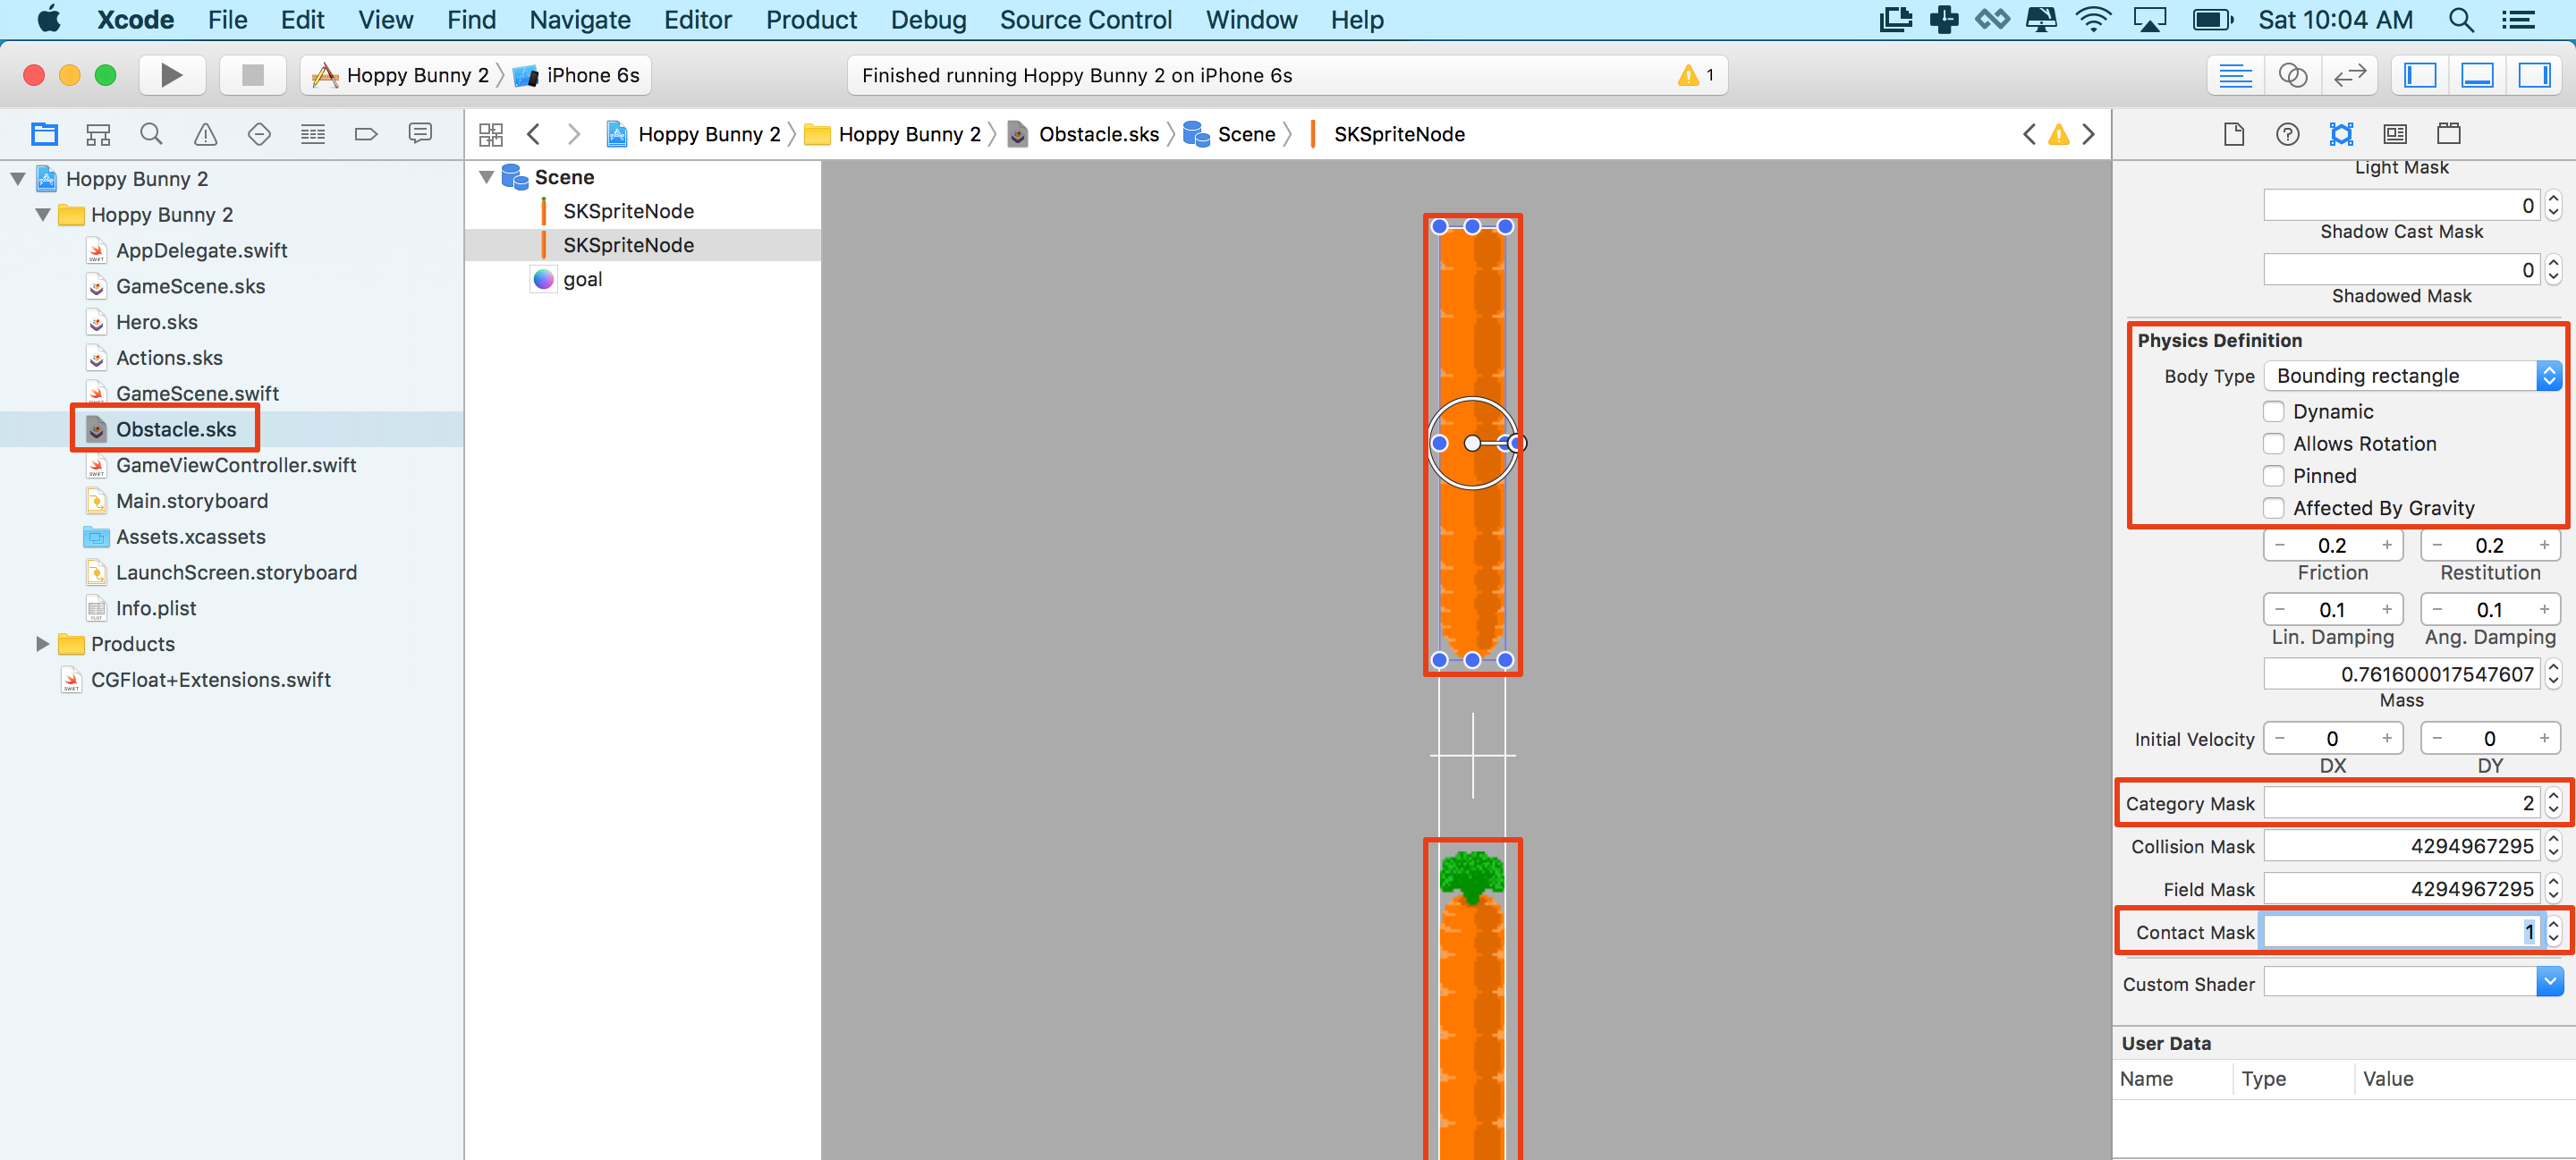 Xcode File Edit View Find Navigate Editor Product Debug Source Control Window Help Sat 10:04 AM
Hoppy Bunny 2 iPhone 6s Finished running Hoppy Bunny 2 on iPhone 6s 1
Hoppy Bunny 2 Hoppy Bunny 2 Obstacle.sks Scene SKSpriteNode
Hoppy Bunny 2
Hoppy Bunny 2
AppDelegate.swift
GameScene.sks
Hero.sks
Actions.sks
GameScene.swift
Obstacle.sks
GameViewController.swift
Main.storyboard
Assets.xcassets
LaunchScreen.storyboard
Info.plist
Products
CGFloat+Extensions.swift
Scene
SKSpriteNode
SKSpriteNode
goal
Light Mask
0
Shadow Cast Mask
0
Shadowed Mask
Physics Definition
Body Type Bounding rectangle
Dynamic
Allows Rotation
Pinned
Affected By Gravity
− 0.2 + − 0.2 +
Friction Restitution
− 0.1 + − 0.1 +
Lin. Damping Ang. Damping
0.761600017547607
Mass
Initial Velocity − 0 + − 0 +
DX DY
Category Mask 2
Collision Mask 4294967295
Field Mask 4294967295
Contact Mask 1
Custom Shader
User Data
Name Type Value